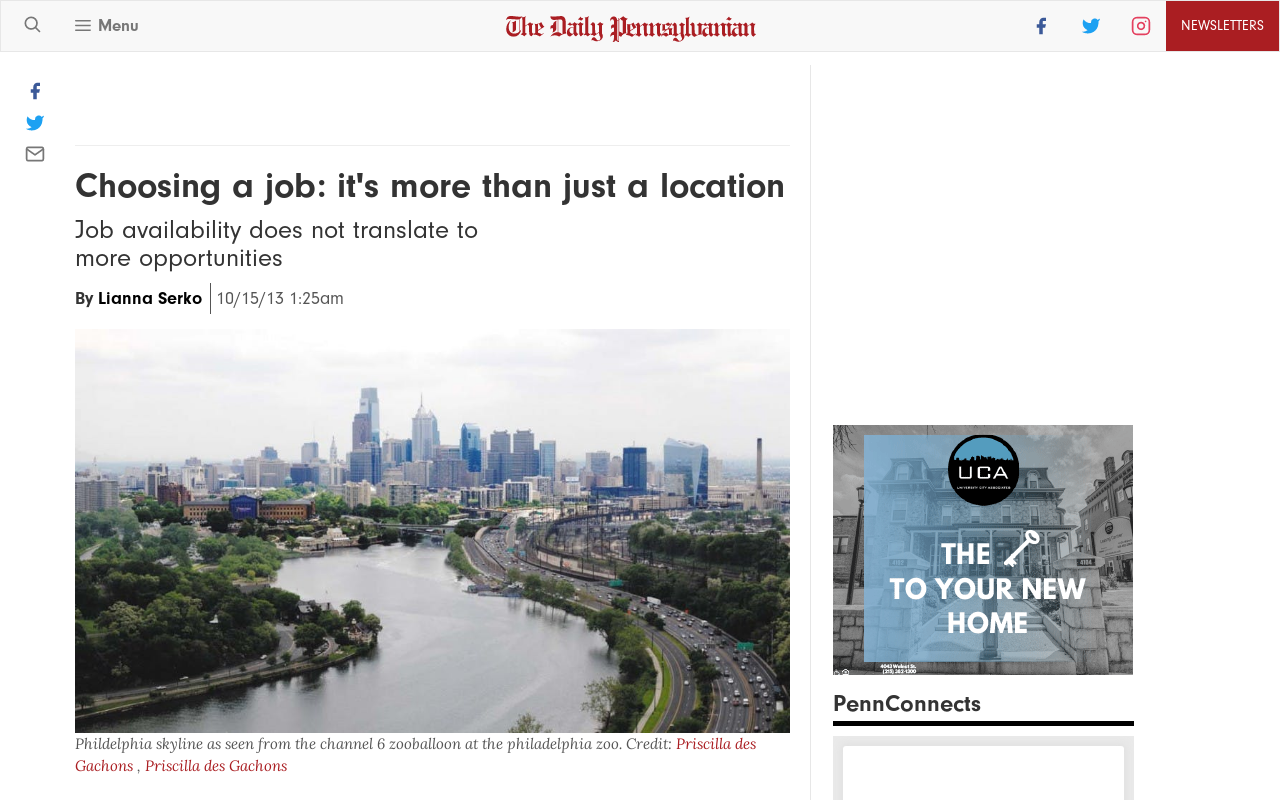 Menu
The Daily Pennsylvanian
NEWSLETTERS
Choosing a job: it's more than just a location
Job availability does not translate to
more opportunities
By Lianna Serko
10/15/13 1:25am
Phildelphia skyline as seen from the channel 6 zooballoon at the philadelphia zoo. Credit: Priscilla des
Gachons , Priscilla des Gachons
UCA
UNIVERSITY CITY ASSOCIATES
THE
TO YOUR NEW
HOME
4043 Walnut St.
(215) 382-1300
PennConnects